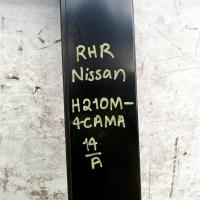 RHR
Nissan
H210M-
4CAMA
14
A